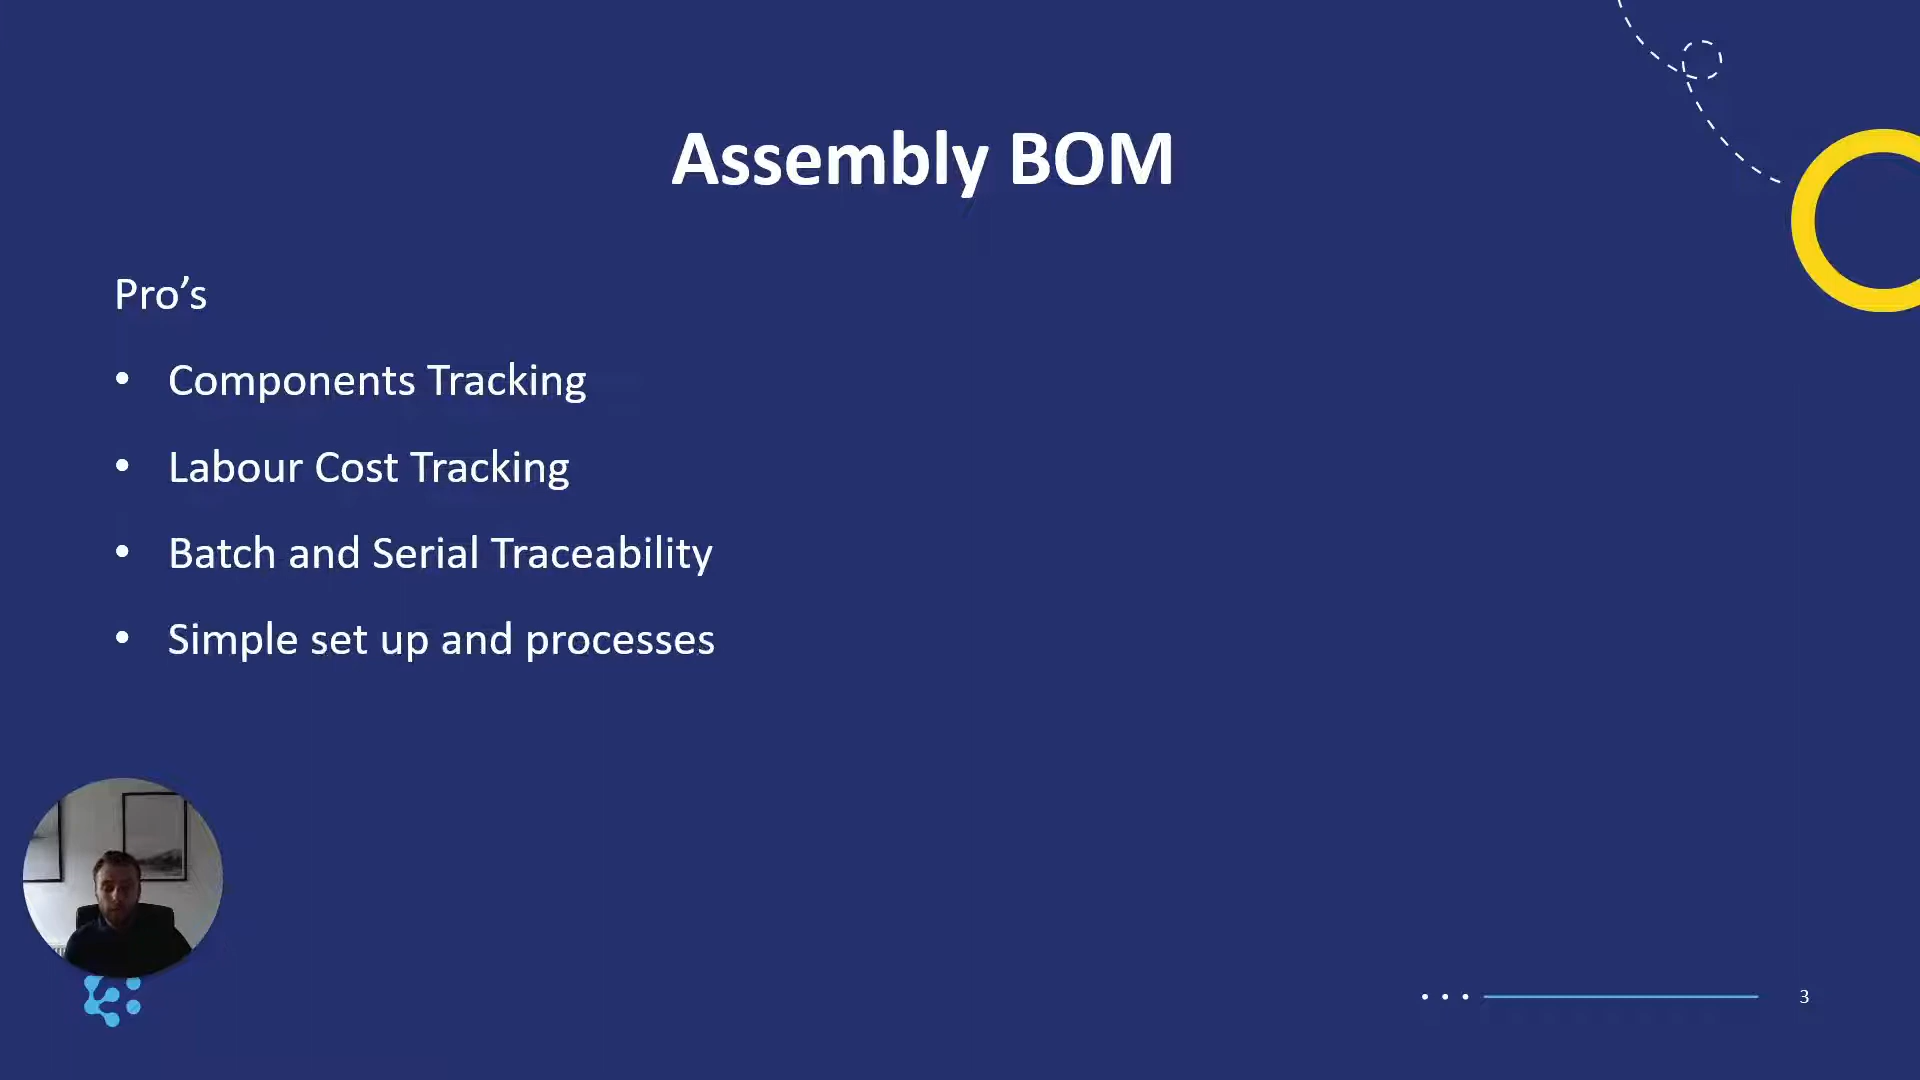 Assembly BOM
Pro’s
• Components Tracking
• Labour Cost Tracking
• Batch and Serial Traceability
• Simple set up and processes
3